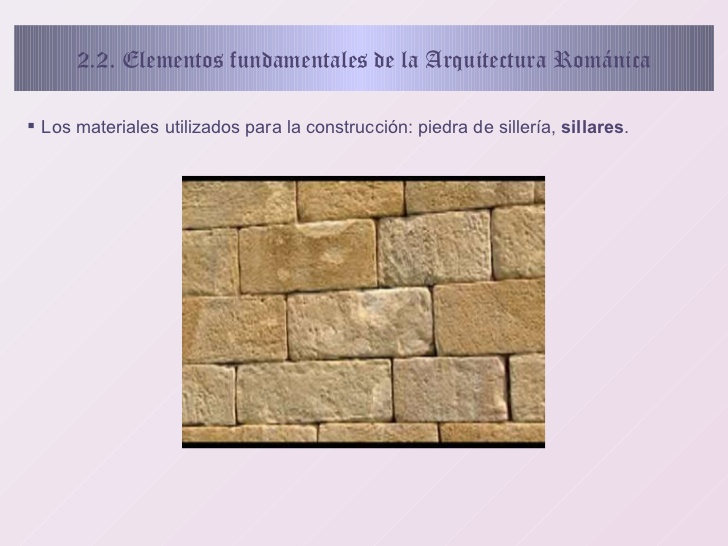 2.2. Elementos fundamentales de la Arquitectura Románica
▪ Los materiales utilizados para la construcción: piedra de sillería, sillares.